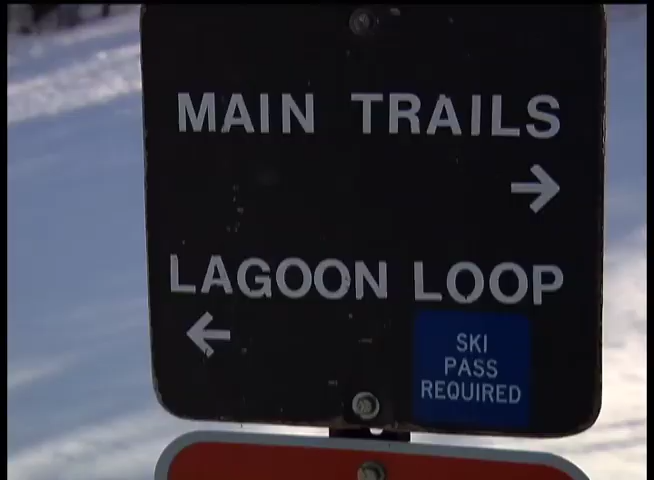 MAIN TRAILS
→
LAGOON LOOP
←
SKI
PASS
REQUIRED